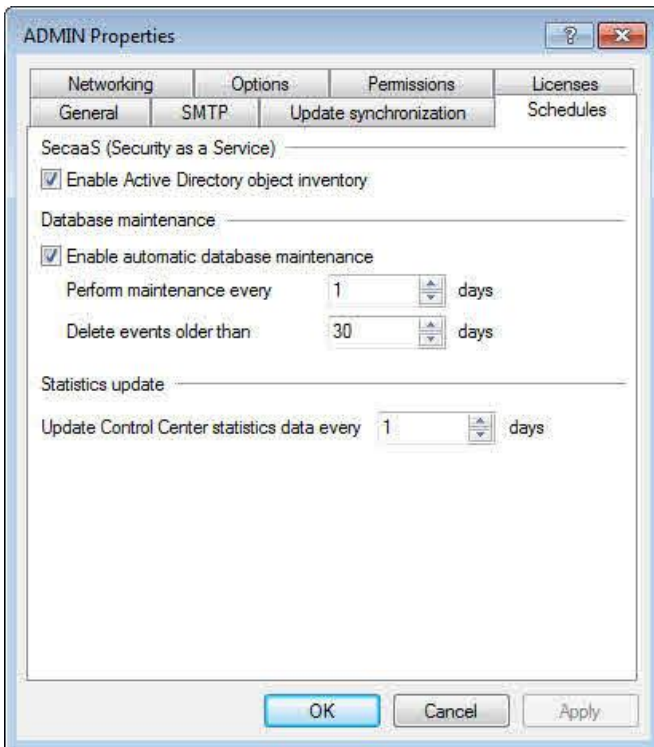 ADMIN Properties
Networking Options Permissions Licenses
General SMTP Update synchronization Schedules
SecaaS (Security as a Service)
Enable Active Directory object inventory
Database maintenance
Enable automatic database maintenance
Perform maintenance every 1 days
Delete events older than 30 days
Statistics update
Update Control Center statistics data every 1 days
OK Cancel Apply